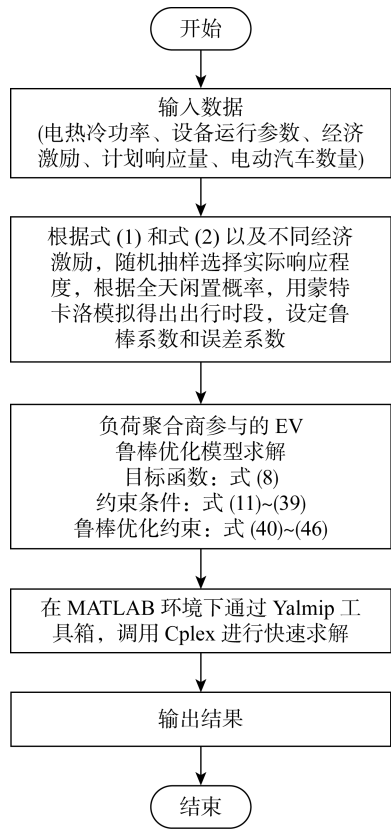 开始
输入数据
(电热冷功率、设备运行参数、经济
激励、计划响应量、电动汽车数量)
根据式 (1) 和式 (2) 以及不同经济
激励，随机抽样选择实际响应程
度，根据全天闲置概率，用蒙特
卡洛模拟得出出行时段，设定鲁
棒系数和误差系数
负荷聚合商参与的 EV
鲁棒优化模型求解
目标函数：式 (8)
约束条件：式 (11)~(39)
鲁棒优化约束：式 (40)~(46)
在 MATLAB 环境下通过 Yalmip 工
具箱，调用 Cplex 进行快速求解
输出结果
结束